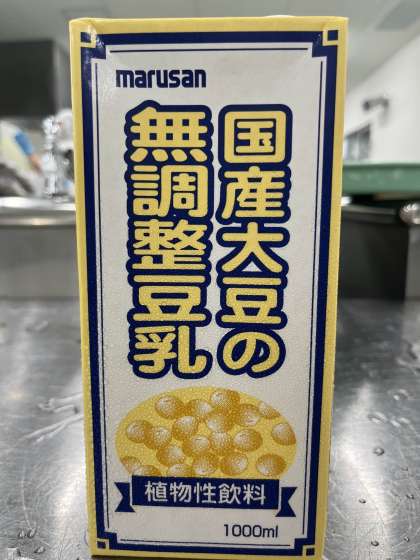 marusan
国産大豆の
無調整豆乳
植物性飲料
1000ml